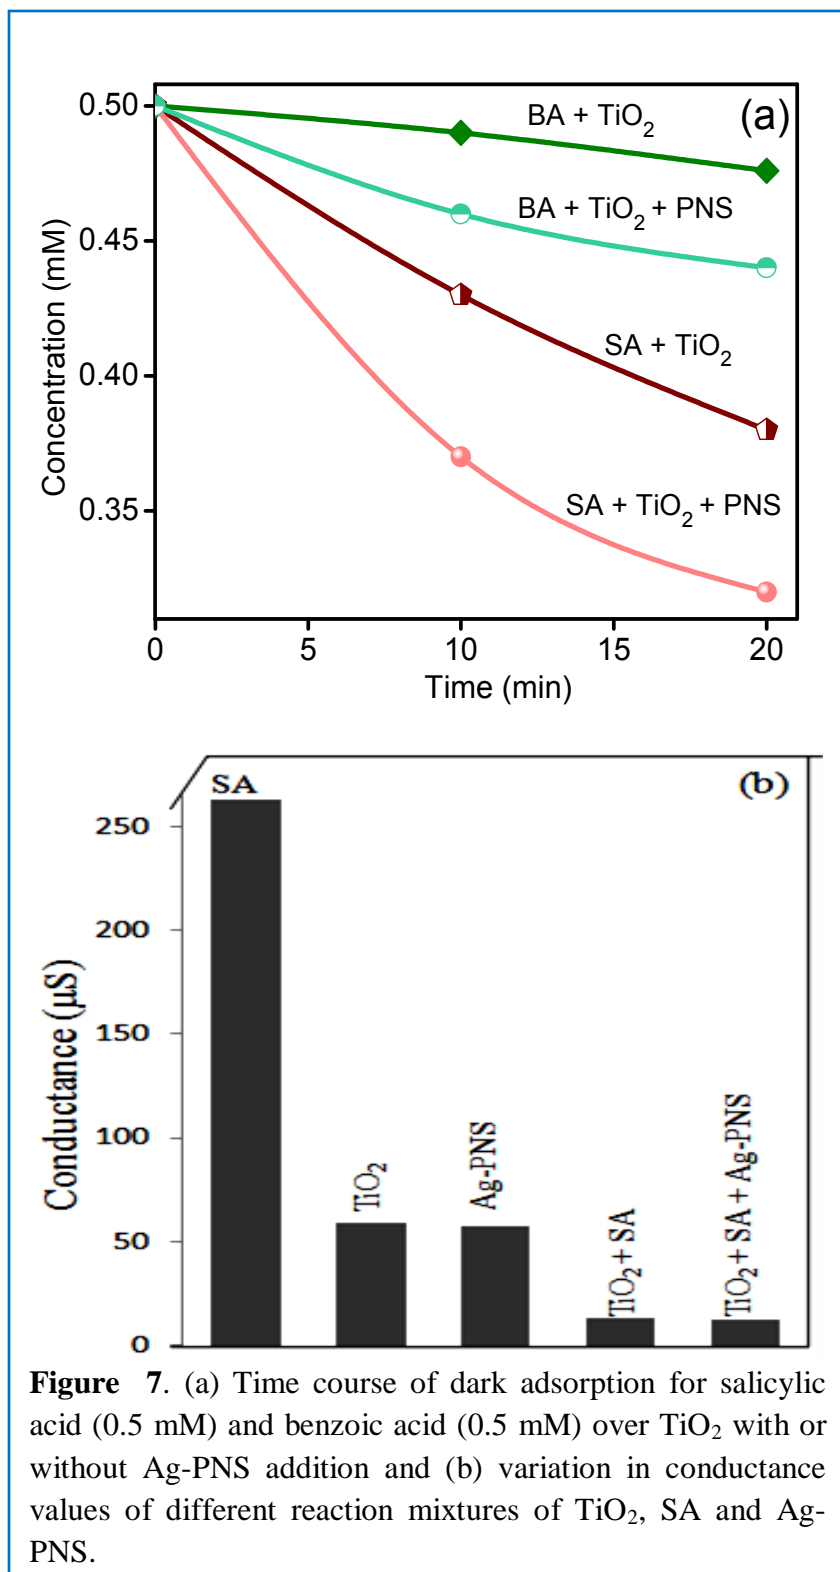 (a)
BA + TiO2
BA + TiO2 + PNS
SA + TiO2
SA + TiO2 + PNS
0.50
0.45
0.40
0.35
Concentration (mM)
0 5 10 15 20
Time (min)
(b)
SA
TiO2
Ag-PNS
TiO2 + SA
TiO2 + SA + Ag-PNS
250
200
150
100
50
0
Conductance (µS)
Figure 7. (a) Time course of dark adsorption for salicylic
acid (0.5 mM) and benzoic acid (0.5 mM) over TiO2 with or
without Ag-PNS addition and (b) variation in conductance
values of different reaction mixtures of TiO2, SA and Ag-
PNS.